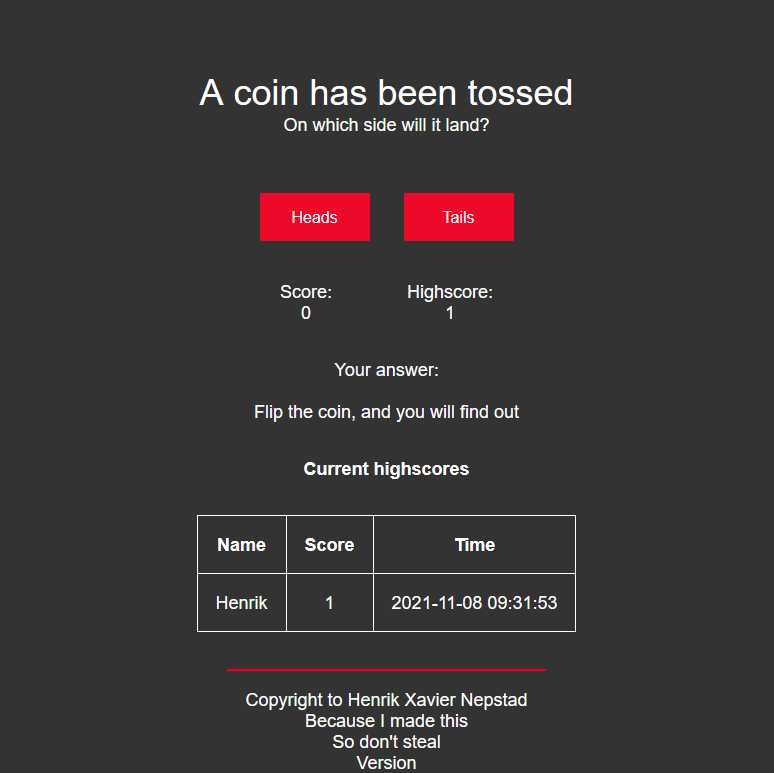 A coin has been tossed
On which side will it land?
Heads Tails
Score: Highscore:
0 1
Your answer:
Flip the coin, and you will find out
Current highscores
Name Score Time
Henrik 1 2021-11-08 09:31:53
Copyright to Henrik Xavier Nepstad
Because I made this
So don't steal
Version